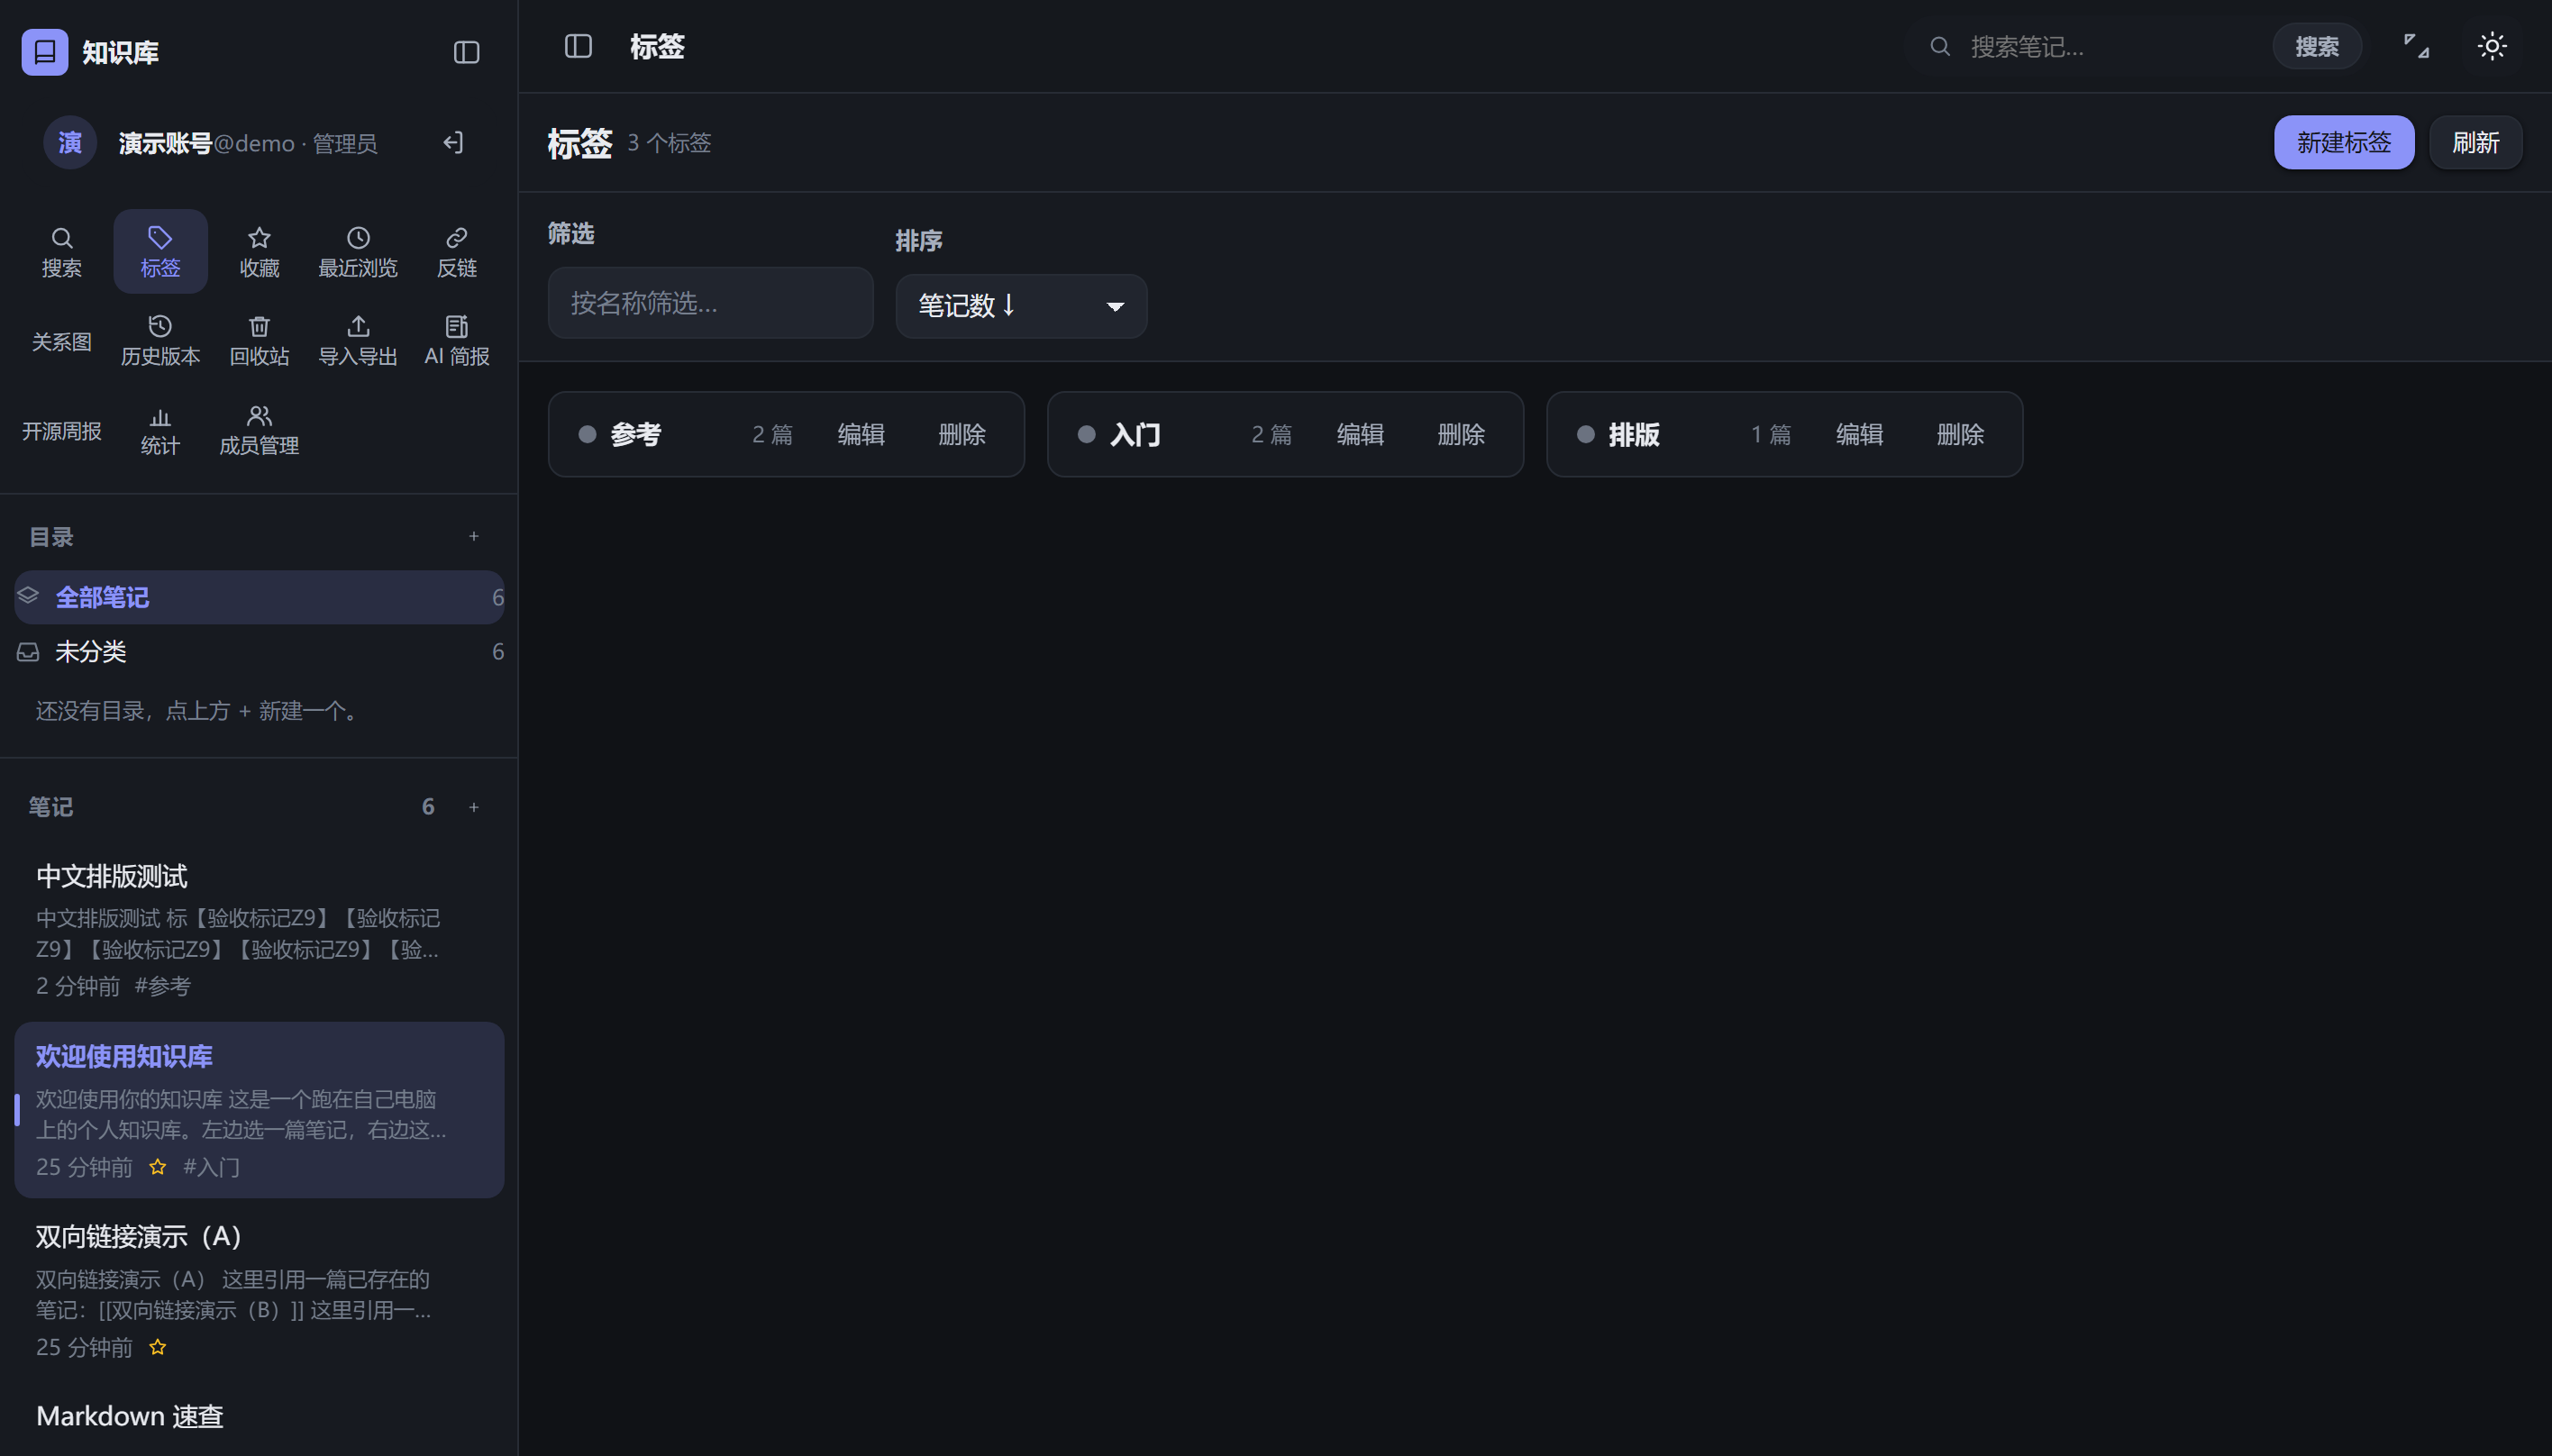 知识库
演
演示账号@demo · 管理员
搜索
标签
收藏
最近浏览
反链
关系图
历史版本
回收站
导入导出
AI 简报
开源周报
统计
成员管理
目录
+
全部笔记
6
未分类
6
还没有目录，点上方 + 新建一个。
笔记
6
+
中文排版测试
中文排版测试 标【验收标记Z9】【验收标记
Z9】【验收标记Z9】【验收标记Z9】【验…
2 分钟前 #参考
欢迎使用知识库
欢迎使用你的知识库 这是一个跑在自己电脑
上的个人知识库。左边选一篇笔记，右边这…
25 分钟前 #入门
双向链接演示（A）
双向链接演示（A） 这里引用一篇已存在的
笔记：[[双向链接演示（B）]] 这里引用一…
25 分钟前
Markdown 速查
标签
搜索笔记…
搜索
标签
3 个标签
新建标签
刷新
筛选
按名称筛选…
排序
笔记数 ↓
参考
2 篇
编辑
删除
入门
2 篇
编辑
删除
排版
1 篇
编辑
删除